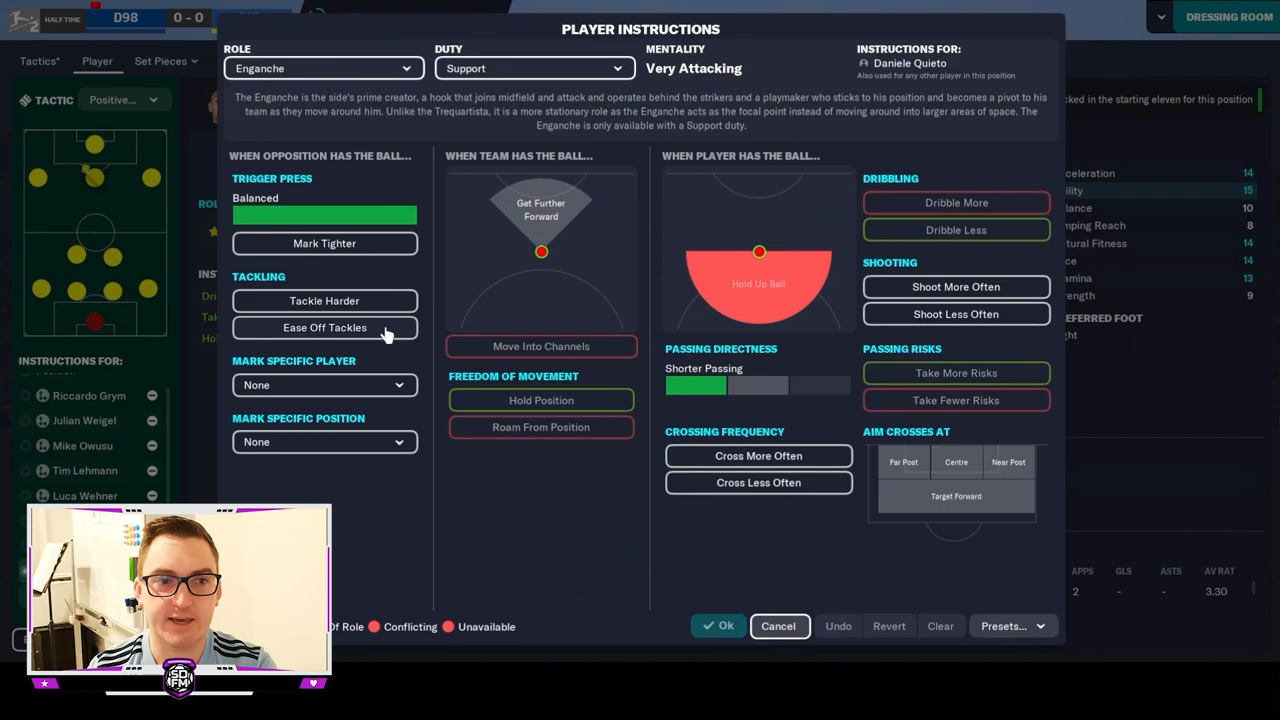 HALF TIME
D98
0 - 0
DRESSING ROOM
Tactics*
Player
Set Pieces
TACTIC
Positive...
PLAYER INSTRUCTIONS
ROLE
Enganche
DUTY
Support
MENTALITY
Very Attacking
INSTRUCTIONS FOR:
Daniele Quieto
Also used for any other player in this position
The Enganche is the side's prime creator, a hook that joins midfield and attack and operates behind the strikers and a playmaker who sticks to his position and becomes a pivot to his
team as they move around him. Unlike the Trequartista, it is a more stationary role as the Enganche acts as the focal point instead of moving around into larger areas of space. The
Enganche is only available with a Support duty.
WHEN OPPOSITION HAS THE BALL...
TRIGGER PRESS
Balanced
Mark Tighter
TACKLING
Tackle Harder
Ease Off Tackles
MARK SPECIFIC PLAYER
None
MARK SPECIFIC POSITION
None
WHEN TEAM HAS THE BALL...
Get Further
Forward
Move Into Channels
FREEDOM OF MOVEMENT
Hold Position
Roam From Position
WHEN PLAYER HAS THE BALL...
Hold Up Ball
PASSING DIRECTNESS
Shorter Passing
CROSSING FREQUENCY
Cross More Often
Cross Less Often
DRIBBLING
Dribble More
Dribble Less
SHOOTING
Shoot More Often
Shoot Less Often
PASSING RISKS
Take More Risks
Take Fewer Risks
AIM CROSSES AT
Far Post
Centre
Near Post
Target Forward
Of Role
Conflicting
Unavailable
Ok
Cancel
Undo
Revert
Clear
Presets...
INSTRUCTIONS FOR:
Riccardo Grym
Julian Weigel
Mike Owusu
Tim Lehmann
Luca Wehner
cked in the starting eleven for this position
celeration 14
ility 15
lance 10
mping Reach 8
tural Fitness 14
ce 14
mina 13
rength 9
EFERRED FOOT
ght
APPS
GLS
ASTS
AV RAT
2
-
-
3.30
SDFM